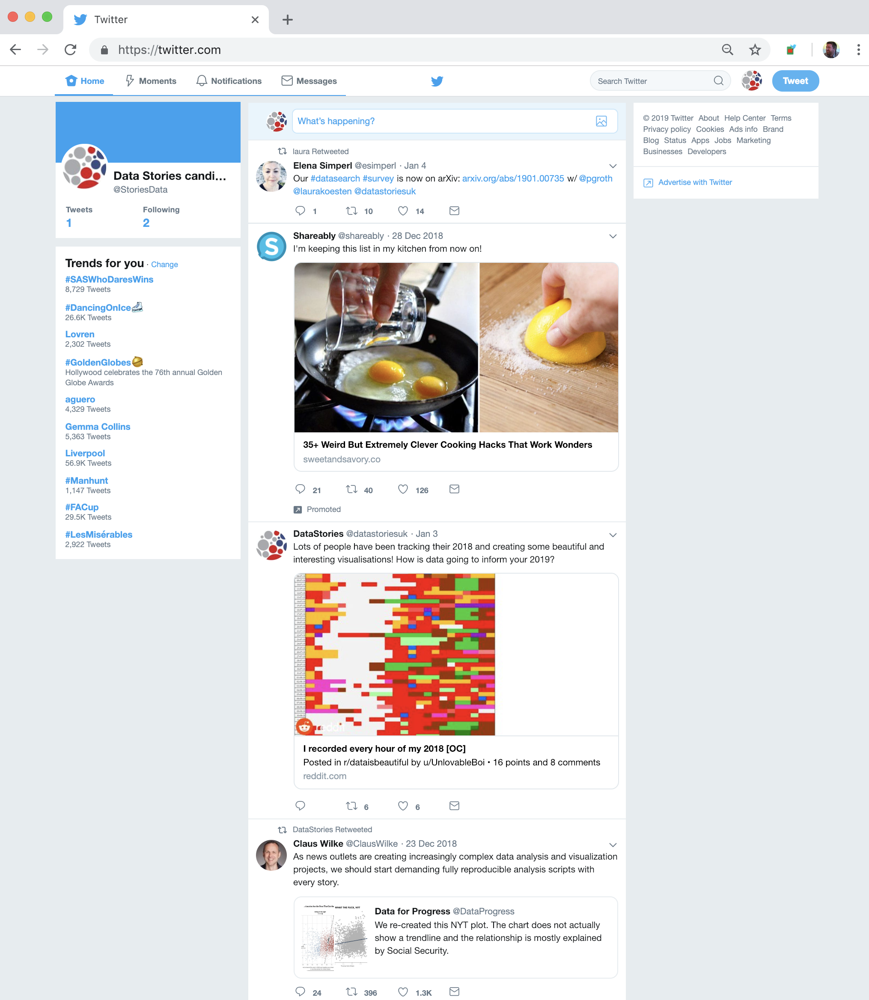 Twitter
https://twitter.com
Home Moments Notifications Messages
Search Twitter
Tweet
Data Stories candi...
@StoriesData
Tweets Following
1 2
Trends for you · Change
#SASWhoDaresWins
8,729 Tweets
#DancingOnIce
26.6K Tweets
Lovren
2,302 Tweets
#GoldenGlobes
Hollywood celebrates the 76th annual Golden
Globe Awards
aguero
4,329 Tweets
Gemma Collins
5,363 Tweets
Liverpool
56.9K Tweets
#Manhunt
1,147 Tweets
#FACup
29.5K Tweets
#LesMisérables
2,922 Tweets
What's happening?
laura Retweeted
Elena Simperl @esimperl · Jan 4
Our #datasearch #survey is now on arXiv: arxiv.org/abs/1901.00735 w/ @pgroth
@laurakoesten @datastoriesuk
1 10 14
S
Shareably @shareably · 28 Dec 2018
I'm keeping this list in my kitchen from now on!
35+ Weird But Extremely Clever Cooking Hacks That Work Wonders
sweetandsavory.co
21 40 126
Promoted
DataStories @datastoriesuk · Jan 3
Lots of people have been tracking their 2018 and creating some beautiful and
interesting visualisations! How is data going to inform your 2019?
reddit
I recorded every hour of my 2018 [OC]
Posted in r/dataisbeautiful by u/UnlovableBoi • 16 points and 8 comments
reddit.com
6 6
DataStories Retweeted
Claus Wilke @ClausWilke · 23 Dec 2018
As news outlets are creating increasingly complex data analysis and visualization
projects, we should start demanding fully reproducible analysis scripts with
every story.
WHAT THE FUCK, NYT
Data for Progress @DataProgress
We re-created this NYT plot. The chart does not actually
show a trendline and the relationship is mostly explained
by Social Security.
24 396 1.3K
© 2019 Twitter About Help Center Terms
Privacy policy Cookies Ads info Brand
Blog Status Apps Jobs Marketing
Businesses Developers
Advertise with Twitter